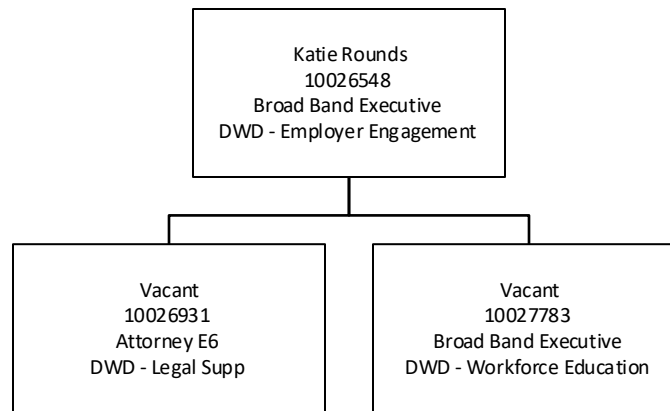 Katie Rounds
10026548
Broad Band Executive
DWD - Employer Engagement
Vacant
10026931
Attorney E6
DWD - Legal Supp
Vacant
10027783
Broad Band Executive
DWD - Workforce Education